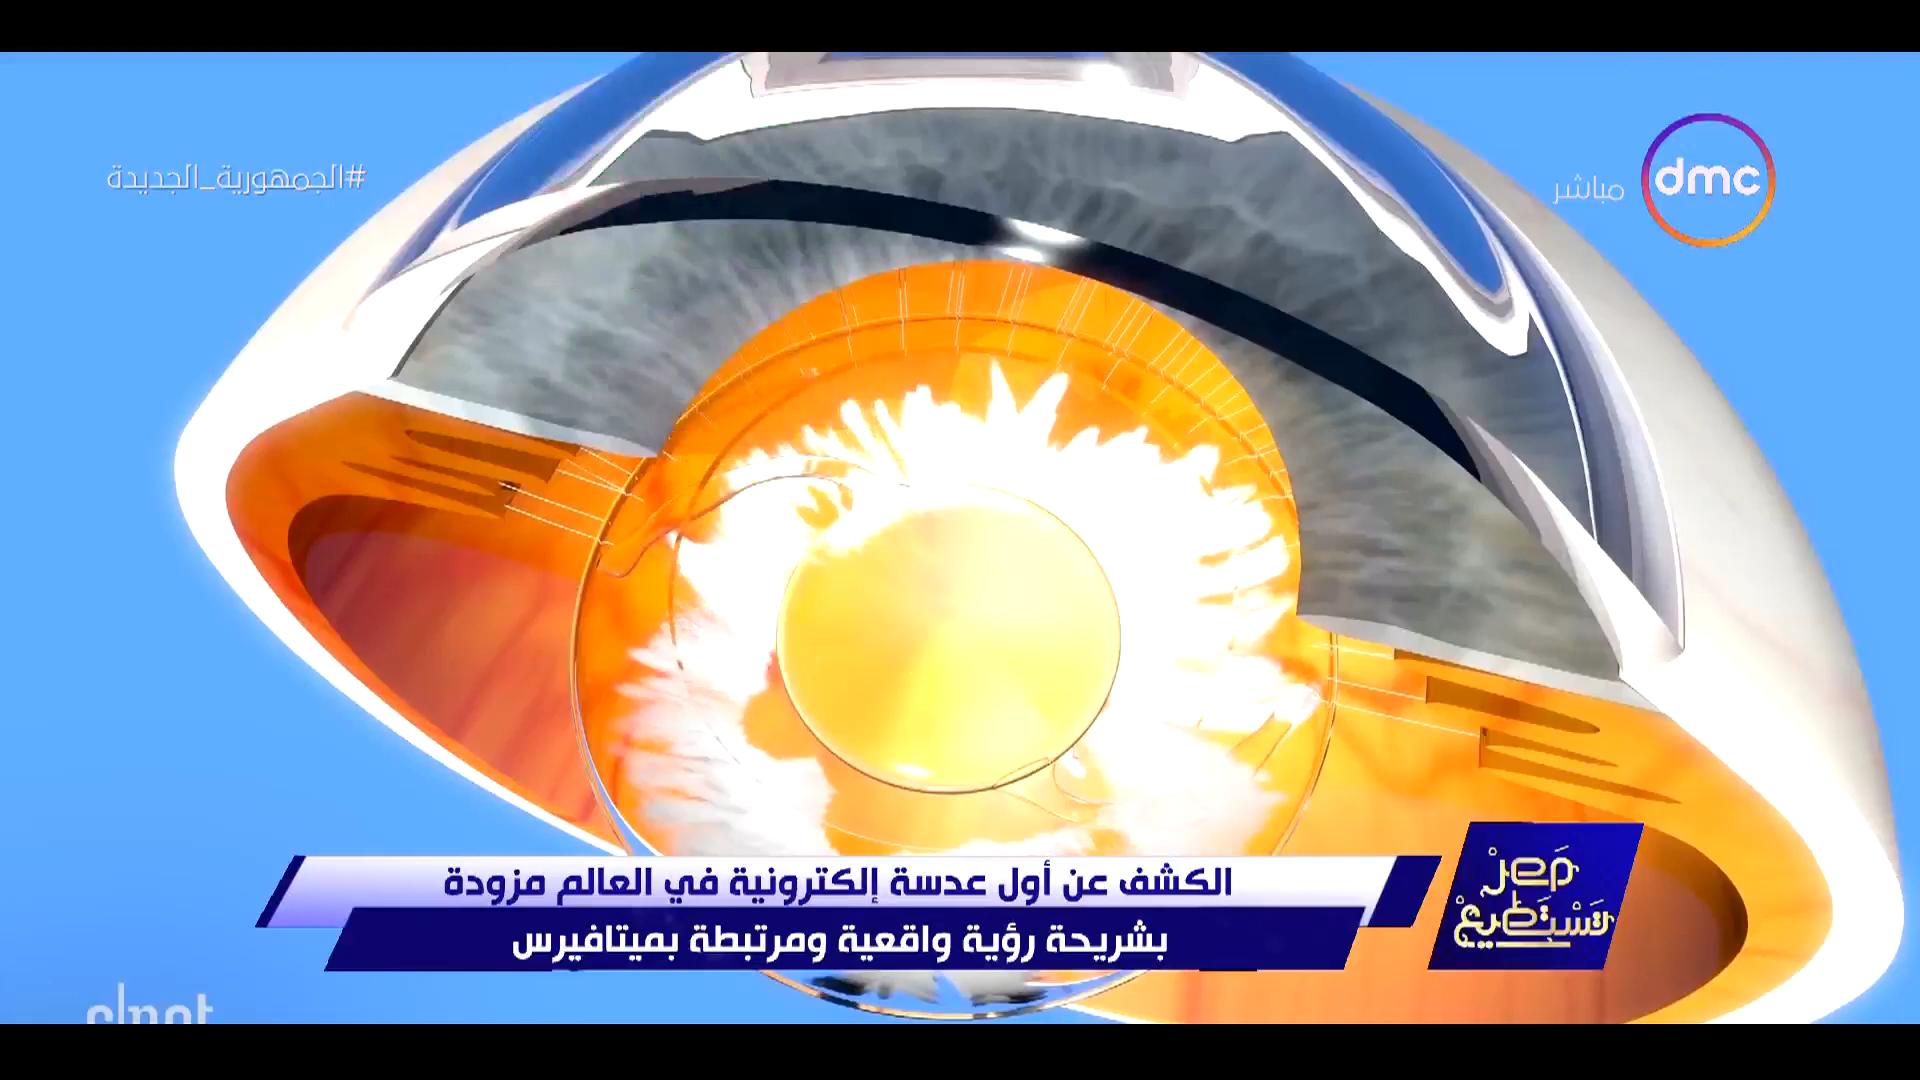 #الجمهورية_الجديدة
مباشر
dmc
الكشف عن أول عدسة إلكترونية في العالم مزودة
بشريحة رؤية واقعية ومرتبطة بميتافيرس
مصر
تستطيع